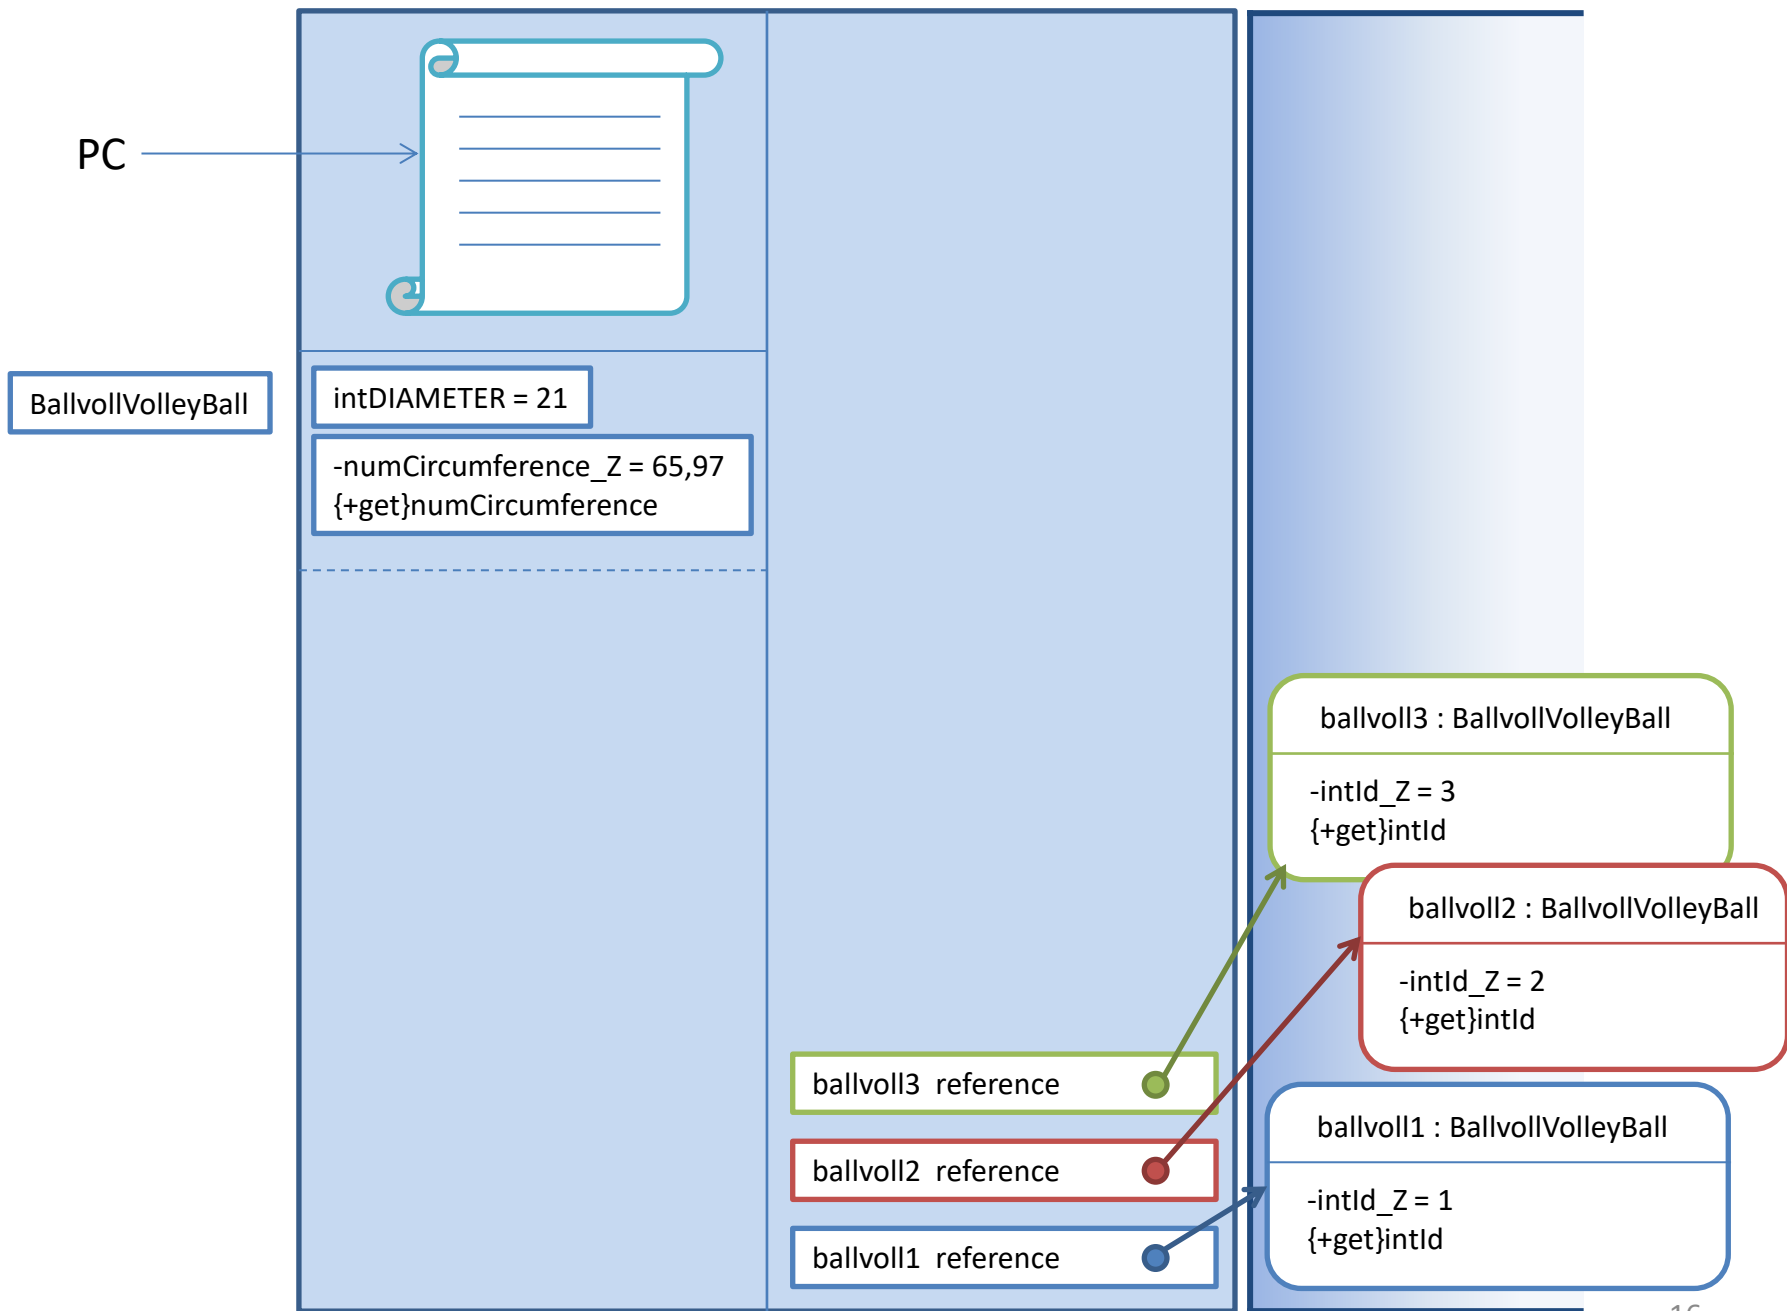 PC
BallvollVolleyBall
intDIAMETER = 21
-numCircumference_Z = 65,97
{+get}numCircumference
ballvoll3 : BallvollVolleyBall
-intId_Z = 3
{+get}intId
ballvoll2 : BallvollVolleyBall
-intId_Z = 2
{+get}intId
ballvoll3 reference
ballvoll2 reference
ballvoll1 reference
ballvoll1 : BallvollVolleyBall
-intId_Z = 1
{+get}intId